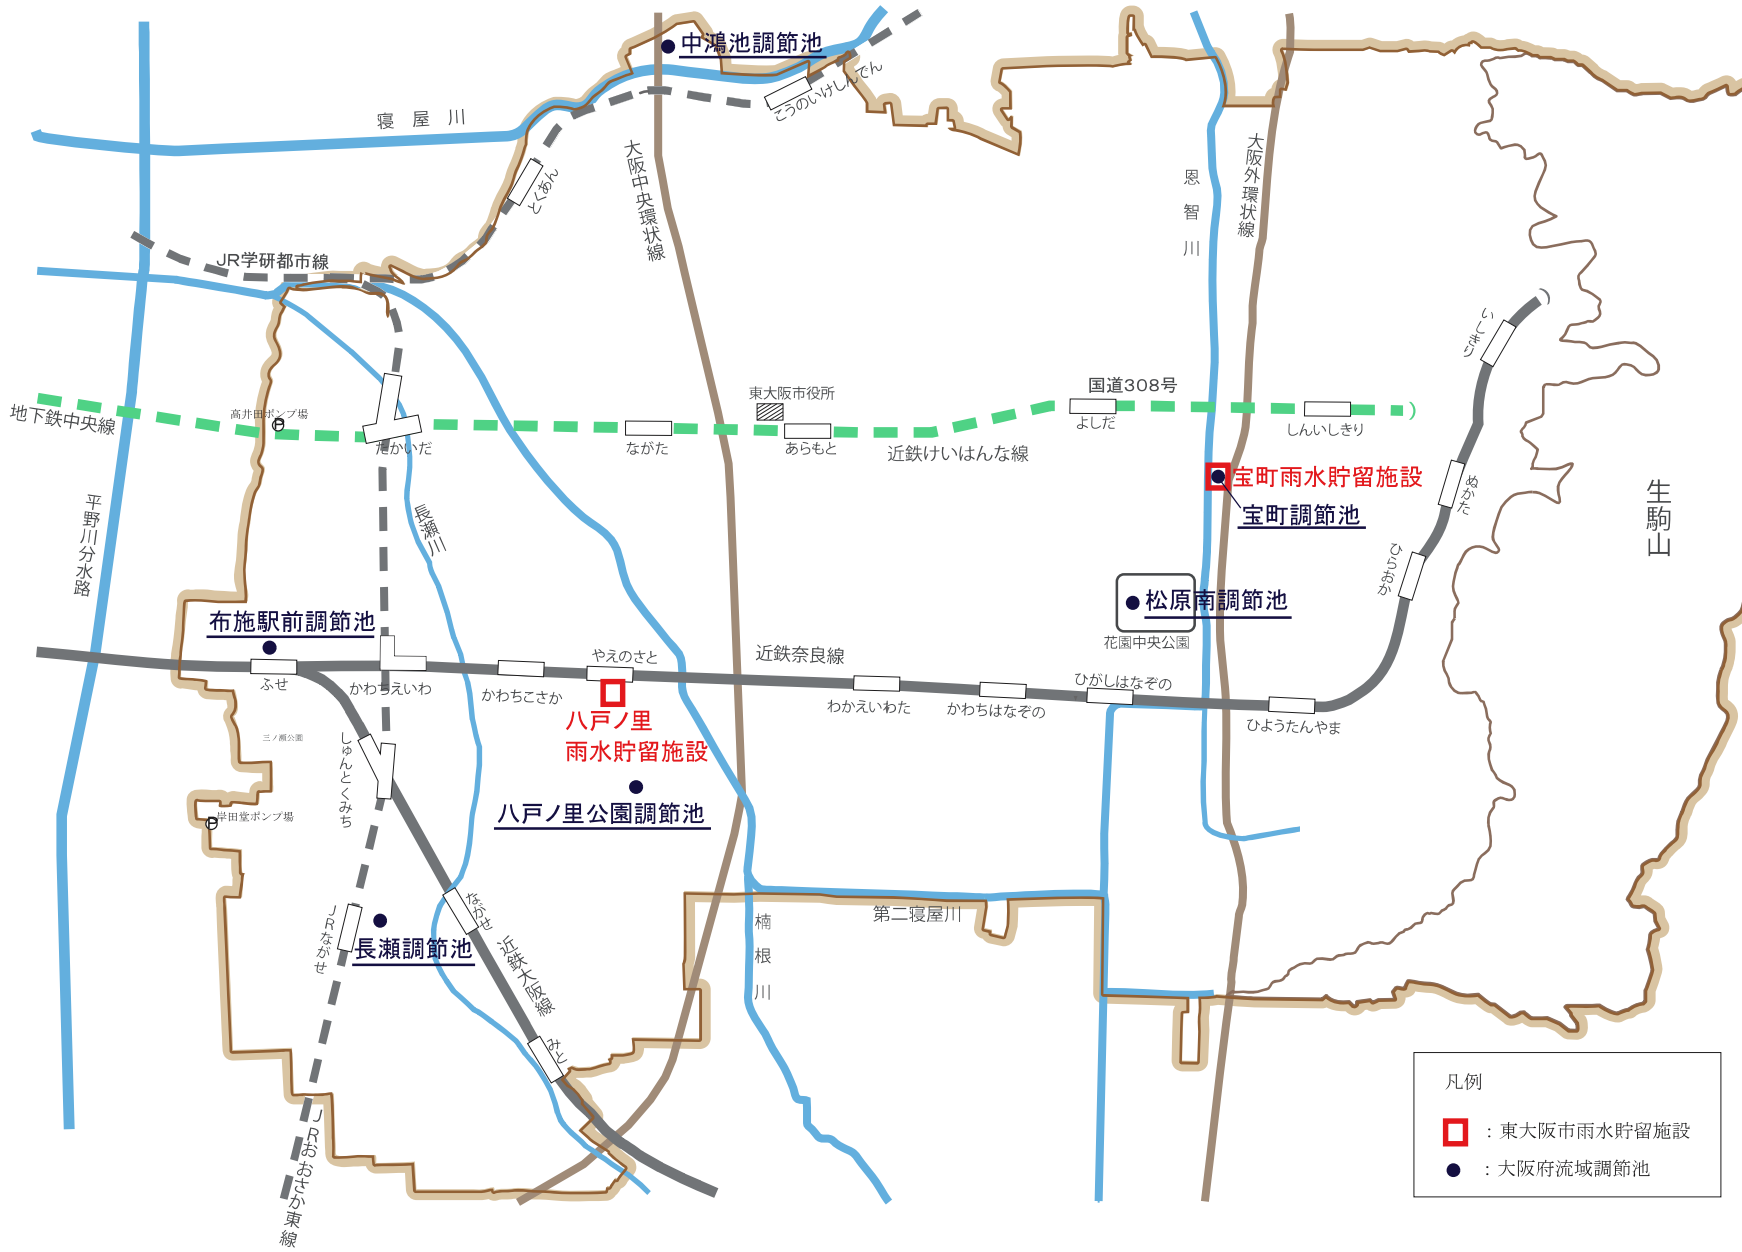 中鴻池調節池
こうのいけしんでん
寝屋川
大阪中央環状線
とくあん
恩智川
大阪外環状線
JR学研都市線
いしきり
地下鉄中央線
高井田ポンプ場
P
たかいだ
ながた
東大阪市役所
あらもと
近鉄けいはんな線
国道308号
よしだ
しんいしきり
宝町雨水貯留施設
宝町調節池
ぬかた
生駒山
平野川分水路
長瀬川
ひらおか
松原南調節池
花園中央公園
布施駅前調節池
ふせ
かわちえいわ
かわちこさか
やえのさと
近鉄奈良線
わかえいわた
かわちはなぞの
ひがしはなぞの
ひょうたんやま
八戸ノ里
雨水貯留施設
三ノ瀬公園
しゅんとくみち
八戸ノ里公園調節池
岸田堂ポンプ場
P
JRながせ
長瀬調節池
ながせ
近鉄大阪線
みと
楠根川
第二寝屋川
JRおおさか東線
凡例
：東大阪市雨水貯留施設
：大阪府流域調節池